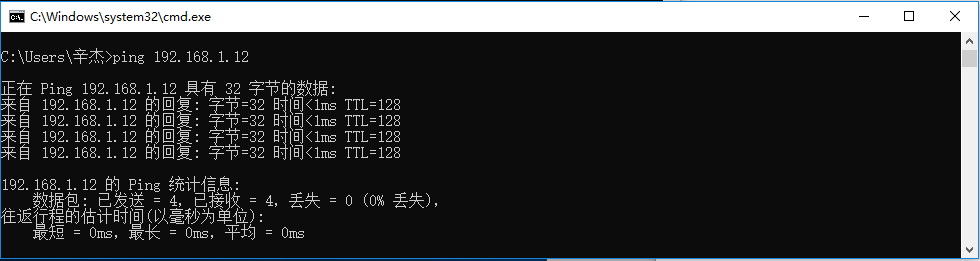 C:\Windows\system32\cmd.exe
C:\Users\辛杰>ping 192.168.1.12
正在 Ping 192.168.1.12 具有 32 字节的数据:
来自 192.168.1.12 的回复: 字节=32 时间<1ms TTL=128
来自 192.168.1.12 的回复: 字节=32 时间<1ms TTL=128
来自 192.168.1.12 的回复: 字节=32 时间<1ms TTL=128
来自 192.168.1.12 的回复: 字节=32 时间<1ms TTL=128
192.168.1.12 的 Ping 统计信息:
数据包: 已发送 = 4, 已接收 = 4, 丢失 = 0 (0% 丢失),
往返行程的估计时间(以毫秒为单位):
最短 = 0ms, 最长 = 0ms, 平均 = 0ms